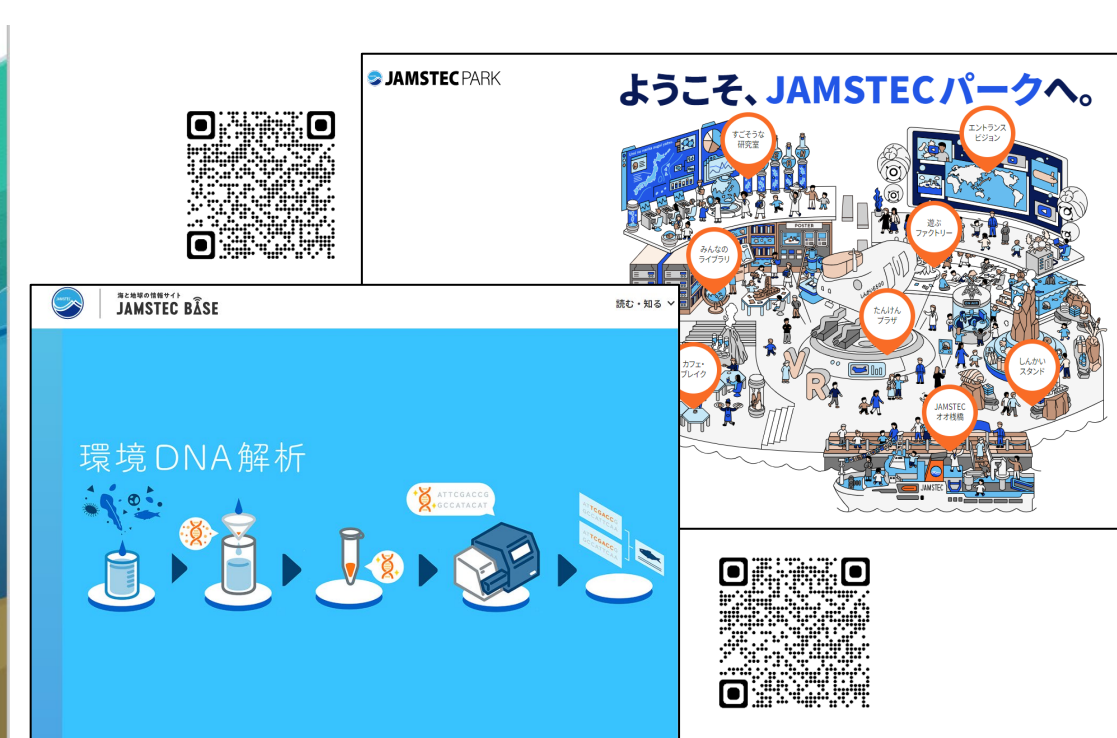 JAMSTEC PARK
ようこそ、JAMSTECパークへ。
すごそうな
研究室
エントランス
ビジョン
遊ぶ
ファクトリー
みんなの
ライブラリ
POSTER
たんけん
プラザ
カフェ・
ブレイク
しんかい
スタンド
VR
JAMSTEC
オオ桟橋
JAMSTEC
JAMSTEC
海と地球の情報サイト
JAMSTEC BASE
読む・知る
環境DNA解析
ATTCGACCG
GCCATACAT